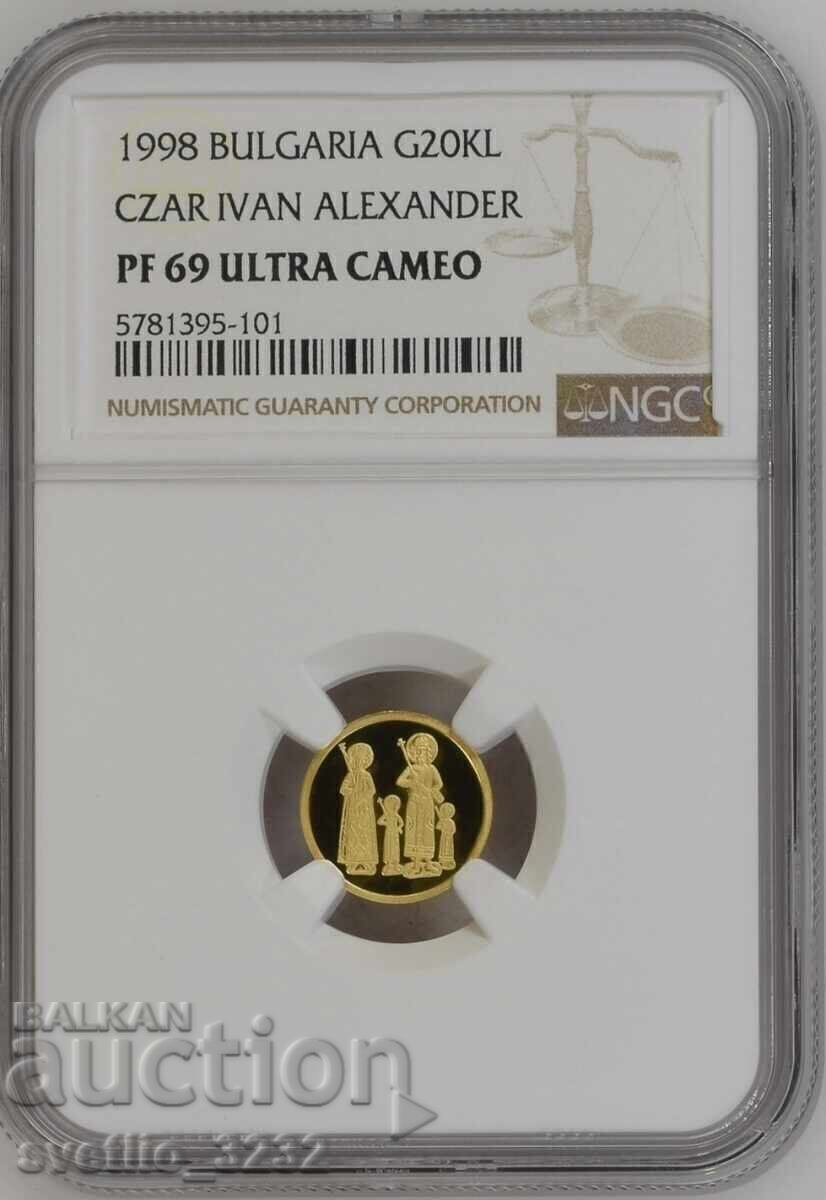 1998 BULGARIA G20KL
CZAR IVAN ALEXANDER
PF 69 ULTRA CAMEO
5781395-101
NUMISMATIC GUARANTY CORPORATION
NGC
BALKAN
auction
svetlio_3232